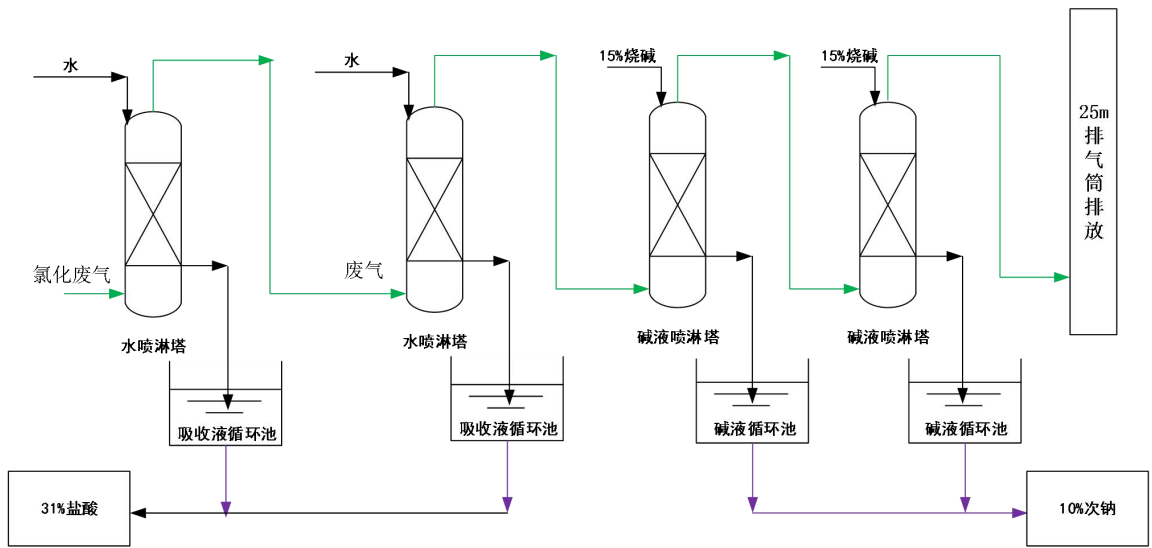 水
水
15%烧碱
15%烧碱
25m排气筒排放
氯化废气
废气
水喷淋塔
水喷淋塔
碱液喷淋塔
碱液喷淋塔
吸收液循环池
吸收液循环池
碱液循环池
碱液循环池
31%盐酸
10%次钠